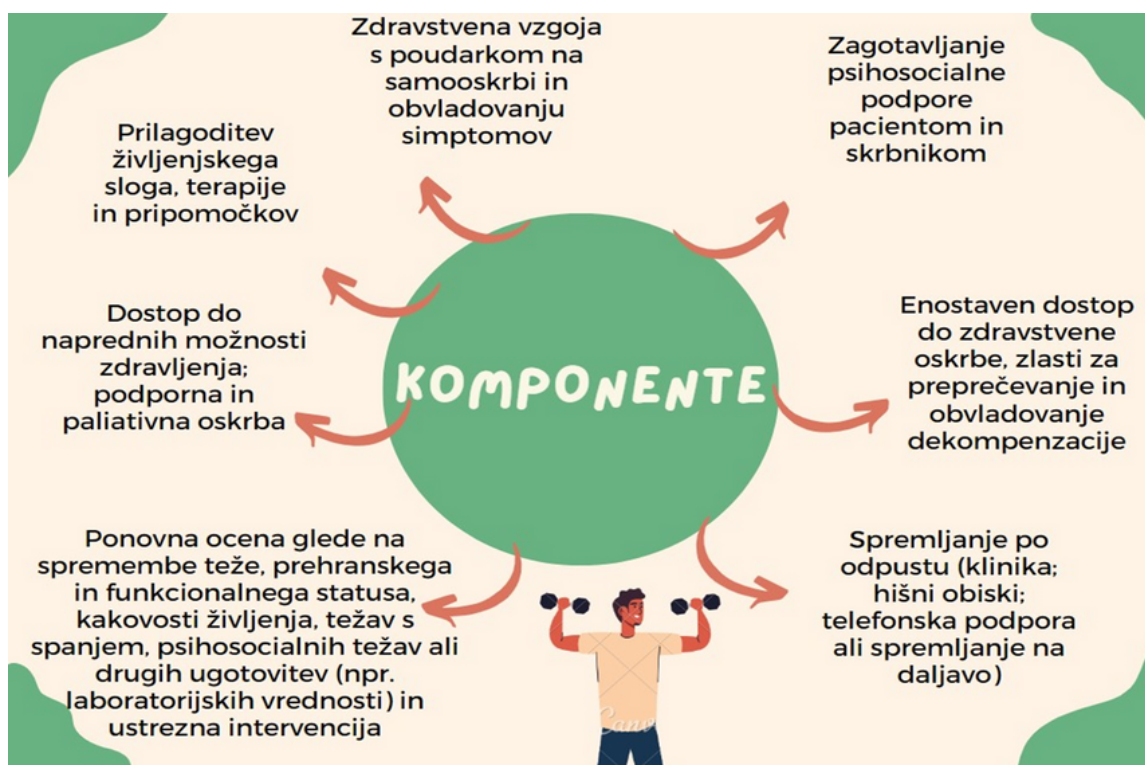 Zdravstvena vzgoja
s poudarkom na
samooskrbi in
obvladovanju
simptomov
Zagotavljanje
psihosocialne
podpore
pacientom in
skrbnikom
Prilagoditev
življenjskega
sloga, terapije
in pripomočkov
Dostop do
naprednih možnosti
zdravljenja;
podporna in
paliativna oskrba
KOMPONENTE
Enostaven dostop
do zdravstvene
oskrbe, zlasti za
preprečevanje in
obvladovanje
dekompenzacije
Ponovna ocena glede na
spremembe teže, prehranskega
in funkcionalnega statusa,
kakovosti življenja, težav s
spanjem, psihosocialnih težav ali
drugih ugotovitev (npr.
laboratorijskih vrednosti) in
ustrezna intervencija
Spremljanje po
odpustu (klinika;
hišni obiski;
telefonska podpora
ali spremljanje na
daljavo)
Canva